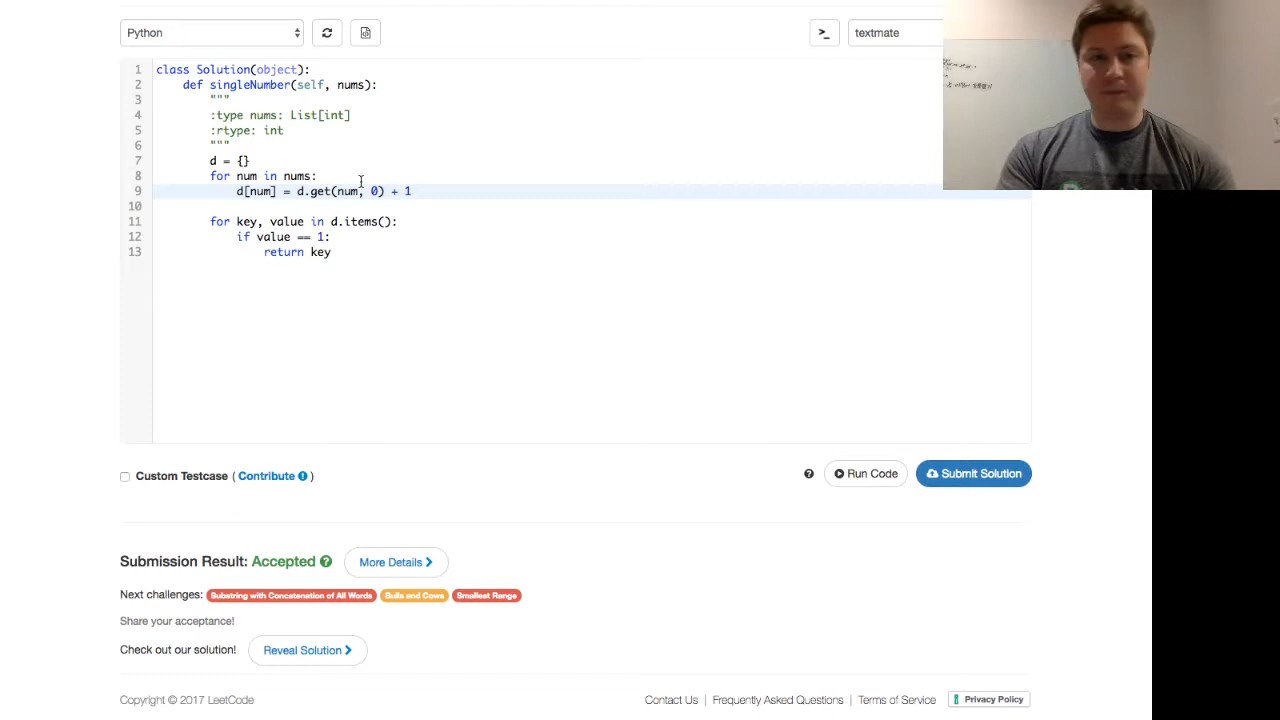 Python
>_
textmate
1 class Solution(object):
2 def singleNumber(self, nums):
3 """
4 :type nums: List[int]
5 :rtype: int
6 """
7 d = {}
8 for num in nums:
9 d[num] = d.get(num, 0) + 1
10
11 for key, value in d.items():
12 if value == 1:
13 return key
Custom Testcase ( Contribute )
Run Code
Submit Solution
Submission Result: Accepted
More Details
Next challenges: Substring with Concatenation of All Words Bulls and Cows Smallest Range
Share your acceptance!
Check out our solution! Reveal Solution
Copyright © 2017 LeetCode
Contact Us | Frequently Asked Questions | Terms of Service
Privacy Policy